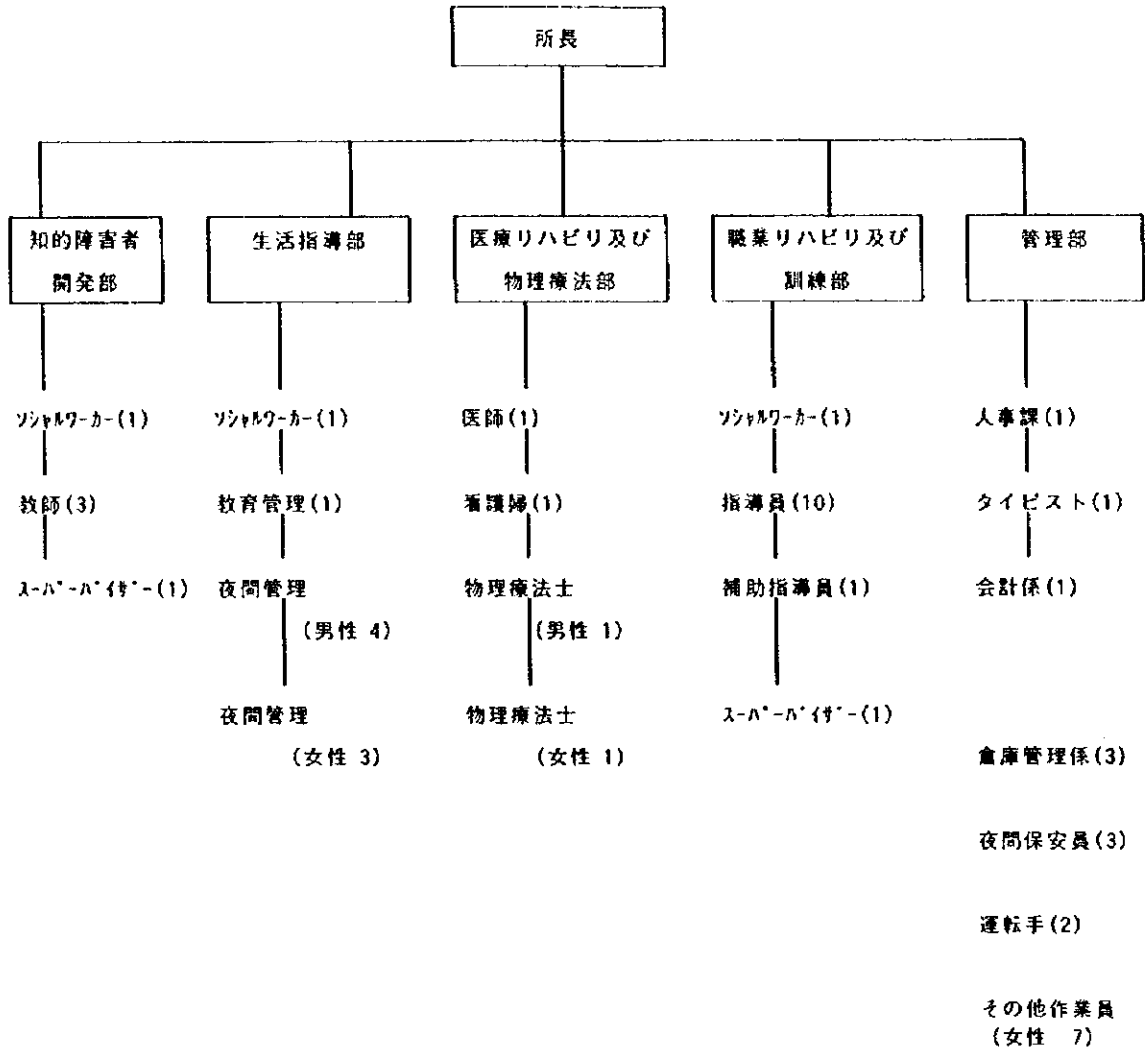 所長
知的障害者
開発部
生活指導部
医療リハビリ及び
物理療法部
職業リハビリ及び
訓練部
管理部
ソシャルワーカー(1)
教師(3)
スーパーバイザー(1)
ソシャルワーカー(1)
教育管理(1)
夜間管理
(男性 4)
夜間管理
(女性 3)
医師(1)
看護婦(1)
物理療法士
(男性 1)
物理療法士
(女性 1)
ソシャルワーカー(1)
指導員(10)
補助指導員(1)
スーパーバイザー(1)
人事課(1)
タイピスト(1)
会計係(1)
倉庫管理係(3)
夜間保安員(3)
運転手(2)
その他作業員
(女性 7)